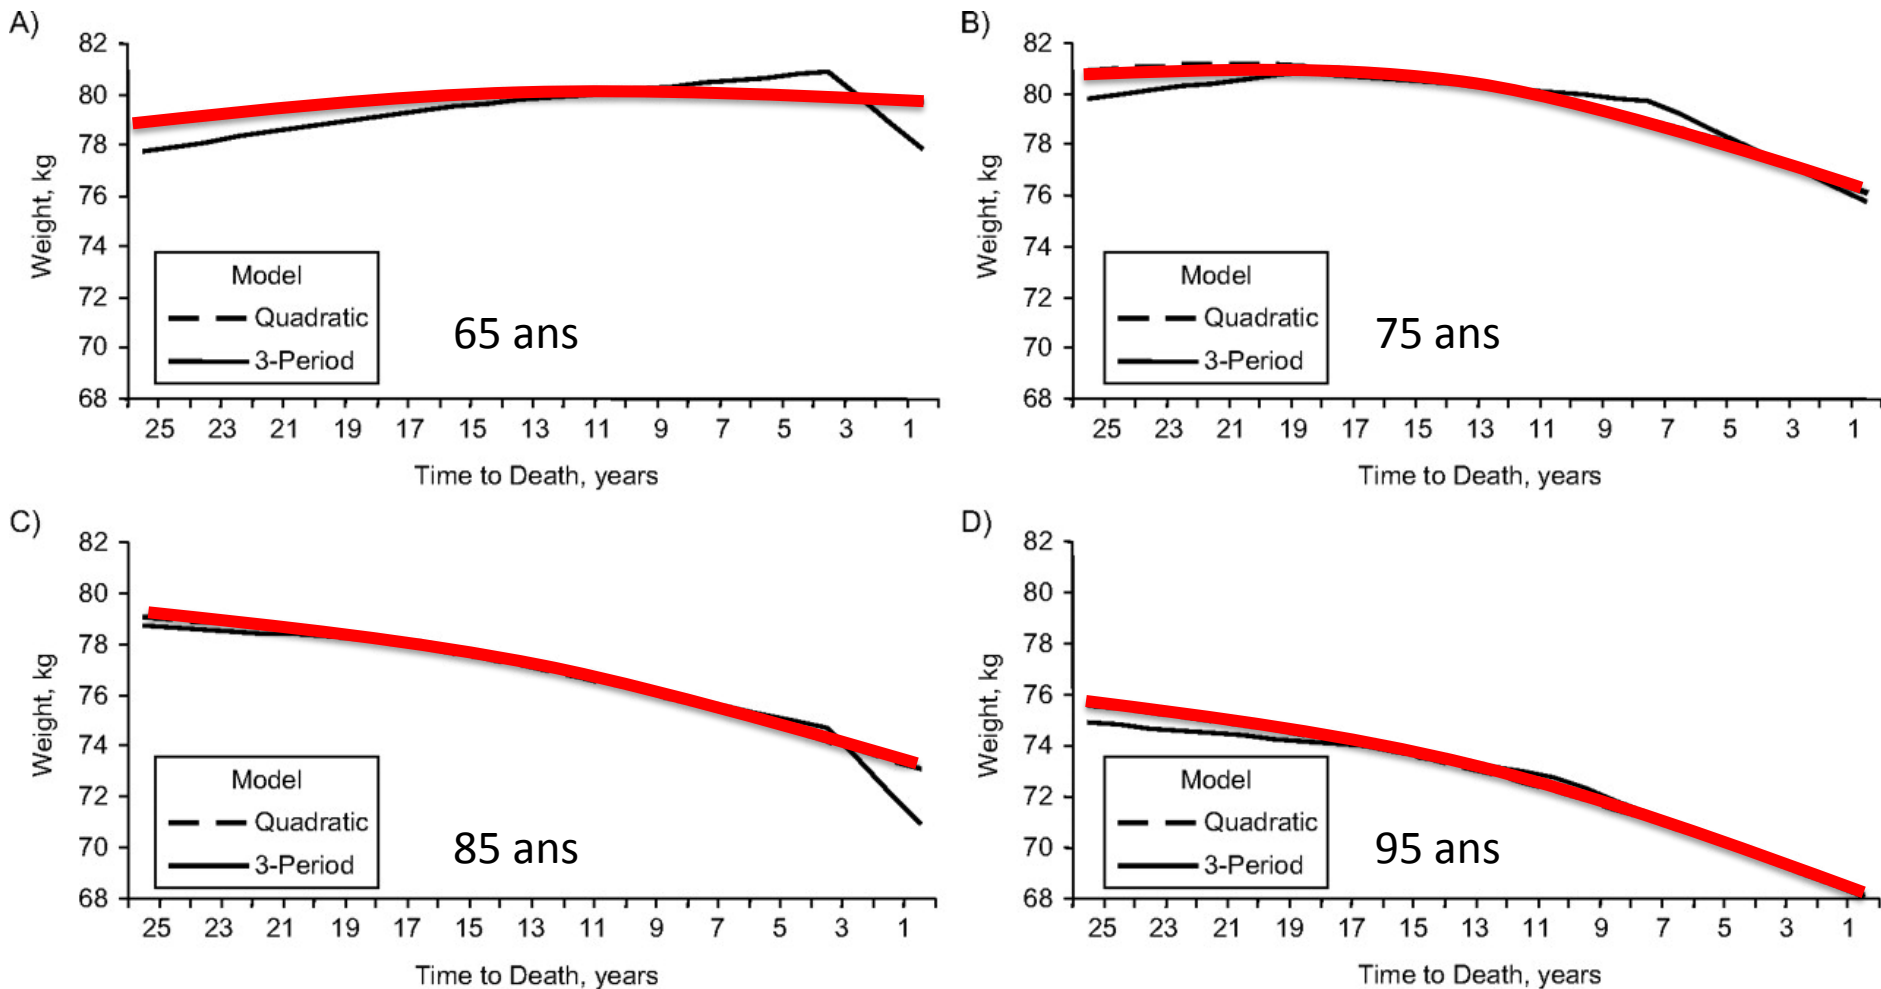 A)
82
80
78
76
74
72
70
68
Weight, kg
Model
Quadratic
3-Period
65 ans
25 23 21 19 17 15 13 11 9 7 5 3 1
Time to Death, years
B)
82
80
78
76
74
72
70
68
Weight, kg
Model
Quadratic
3-Period
75 ans
25 23 21 19 17 15 13 11 9 7 5 3 1
Time to Death, years
C)
82
80
78
76
74
72
70
68
Weight, kg
Model
Quadratic
3-Period
85 ans
25 23 21 19 17 15 13 11 9 7 5 3 1
Time to Death, years
D)
82
80
78
76
74
72
70
68
Weight, kg
Model
Quadratic
3-Period
95 ans
25 23 21 19 17 15 13 11 9 7 5 3 1
Time to Death, years